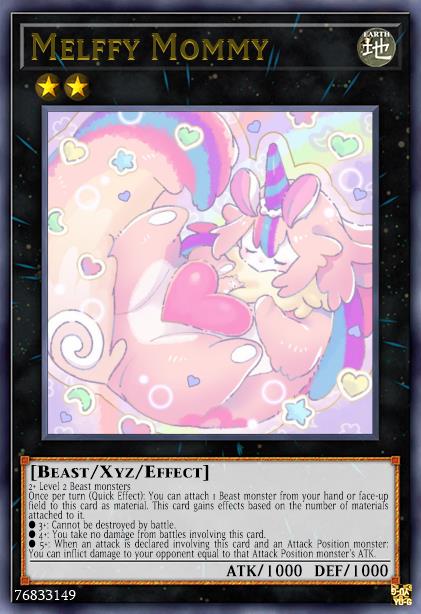 Melffy Mommy
EARTH
地
[Beast/Xyz/Effect]
2+ Level 2 Beast monsters
Once per turn (Quick Effect): You can attach 1 Beast monster from your hand or face-up
field to this card as material. This card gains effects based on the number of materials
attached to it.
● 3+: Cannot be destroyed by battle.
● 4+: You take no damage from battles involving this card.
● 5+: When an attack is declared involving this card and an Attack Position monster:
You can inflict damage to your opponent equal to that Attack Position monster's ATK.
ATK/1000 DEF/1000
76833149